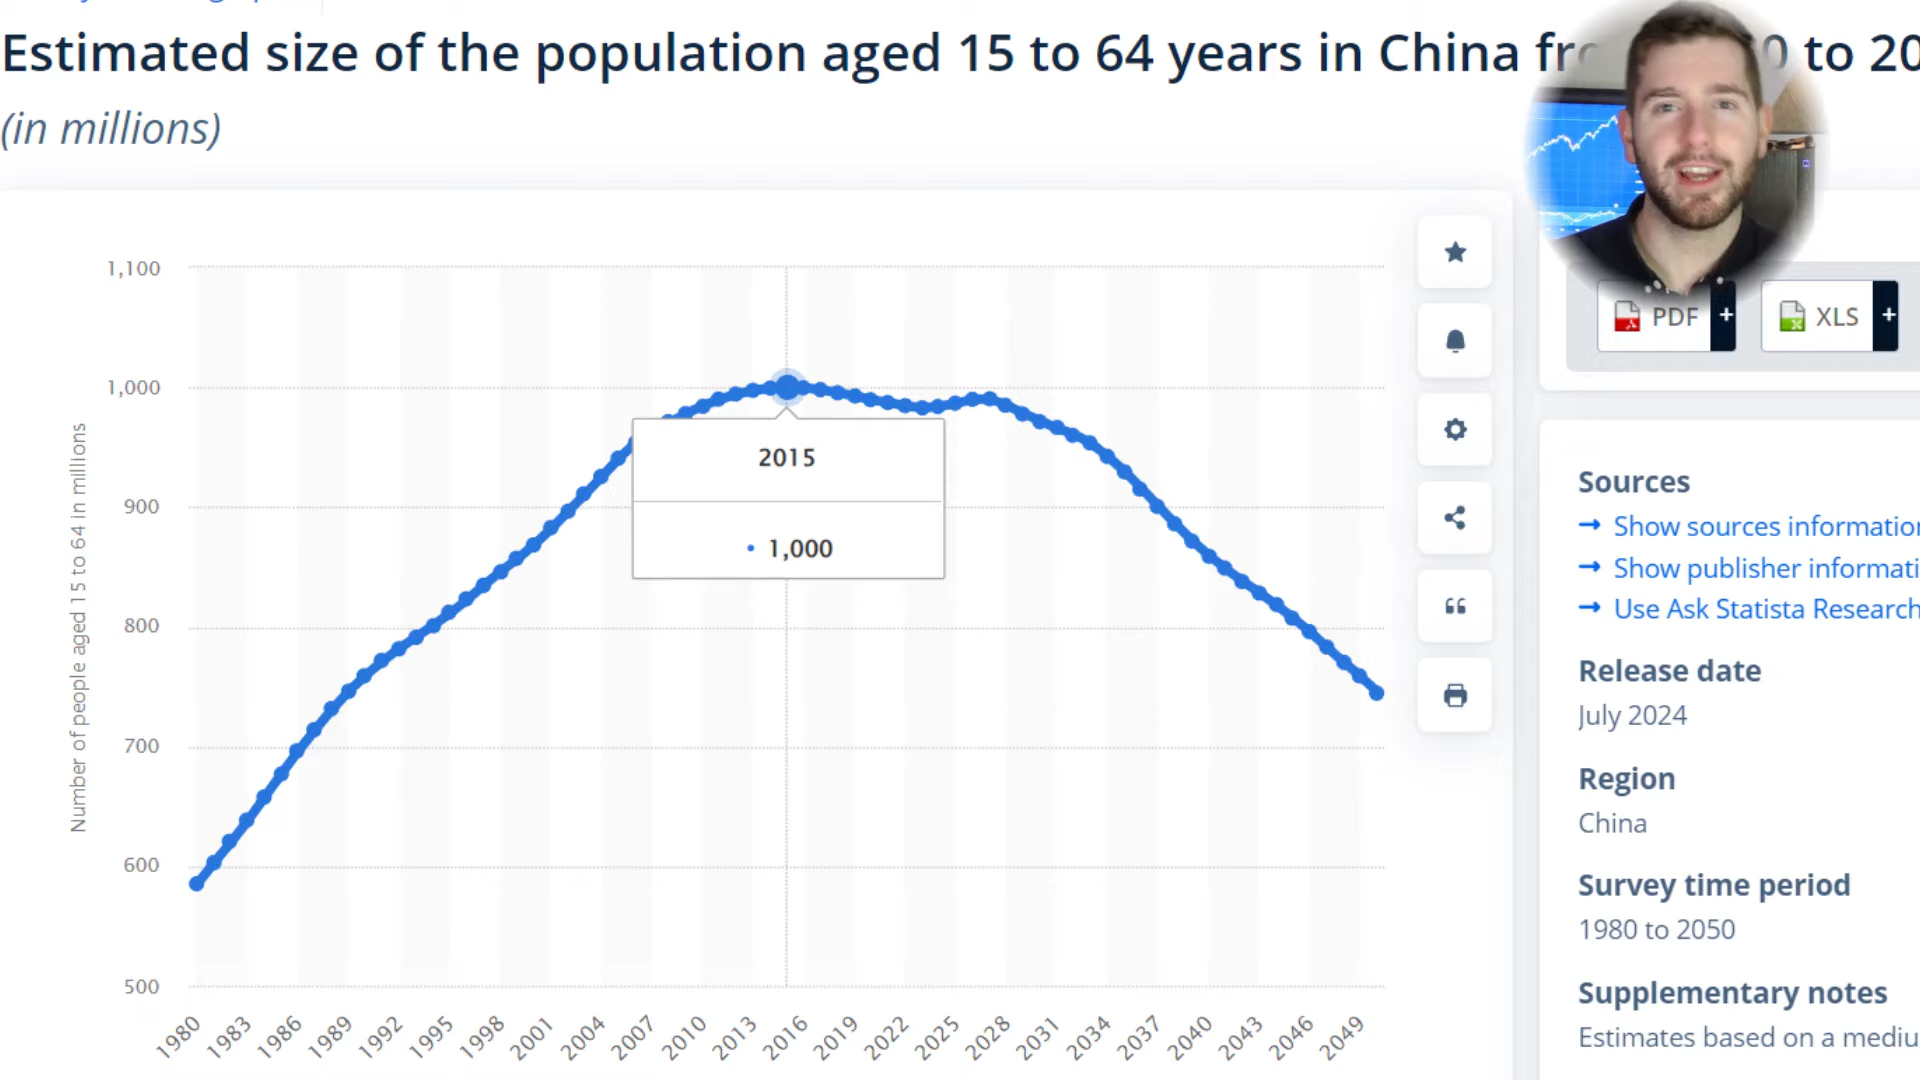 Estimated size of the population aged 15 to 64 years in China
0 to 20
(in millions)
1,100
1,000
900
800
700
600
500
Number of people aged 15 to 64 in millions
2015
• 1,000
1980
1983
1986
1989
1992
1995
1998
2001
2004
2007
2010
2013
2016
2019
2022
2025
2028
2031
2034
2037
2040
2043
2046
2049
PDF +
XLS +
Sources
→ Show sources information
→ Show publisher informati
→ Use Ask Statista Research
Release date
July 2024
Region
China
Survey time period
1980 to 2050
Supplementary notes
Estimates based on a mediu